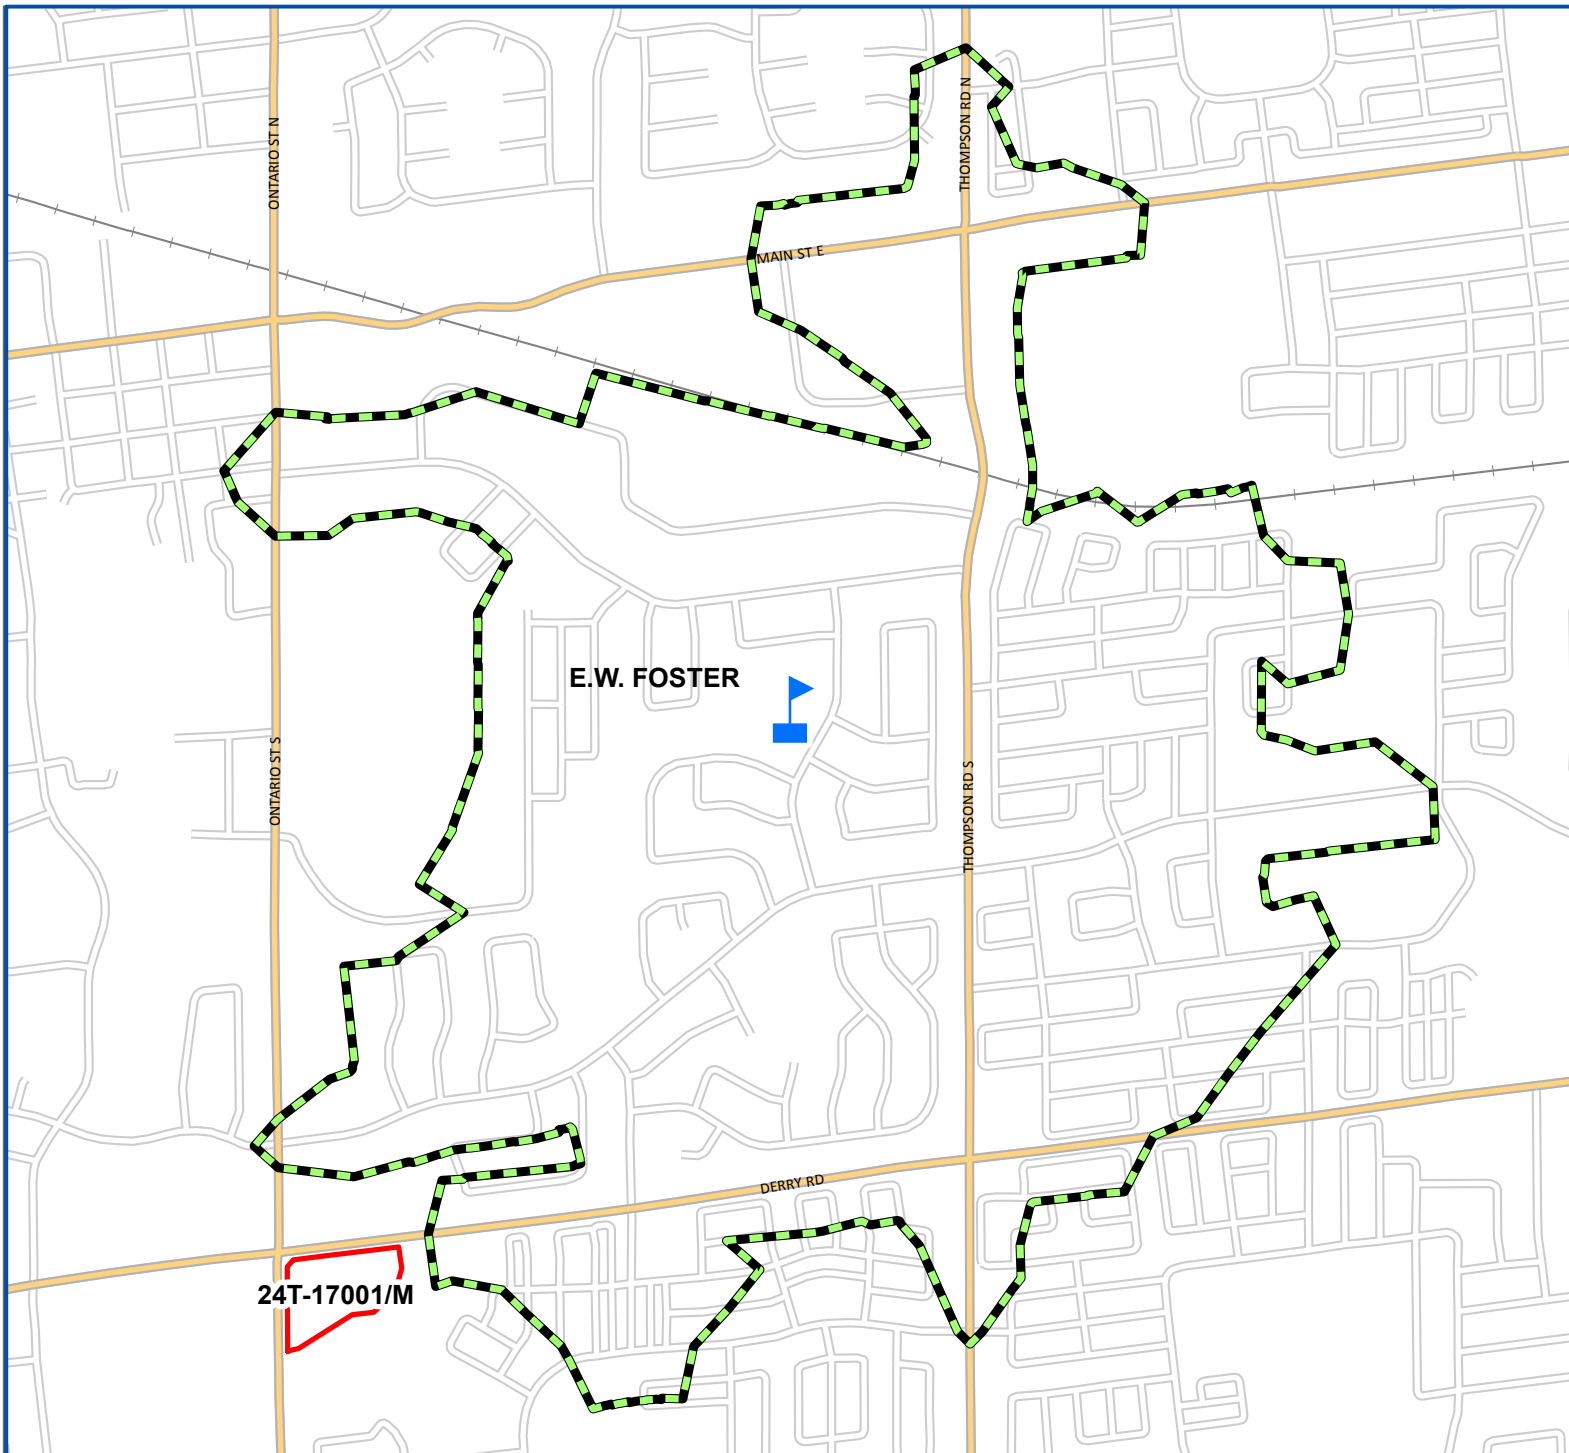 ONTARIO ST N
THOMPSON RD N
MAIN ST E
E.W. FOSTER
ONTARIO ST S
THOMPSON RD S
DERRY RD
24T-17001/M